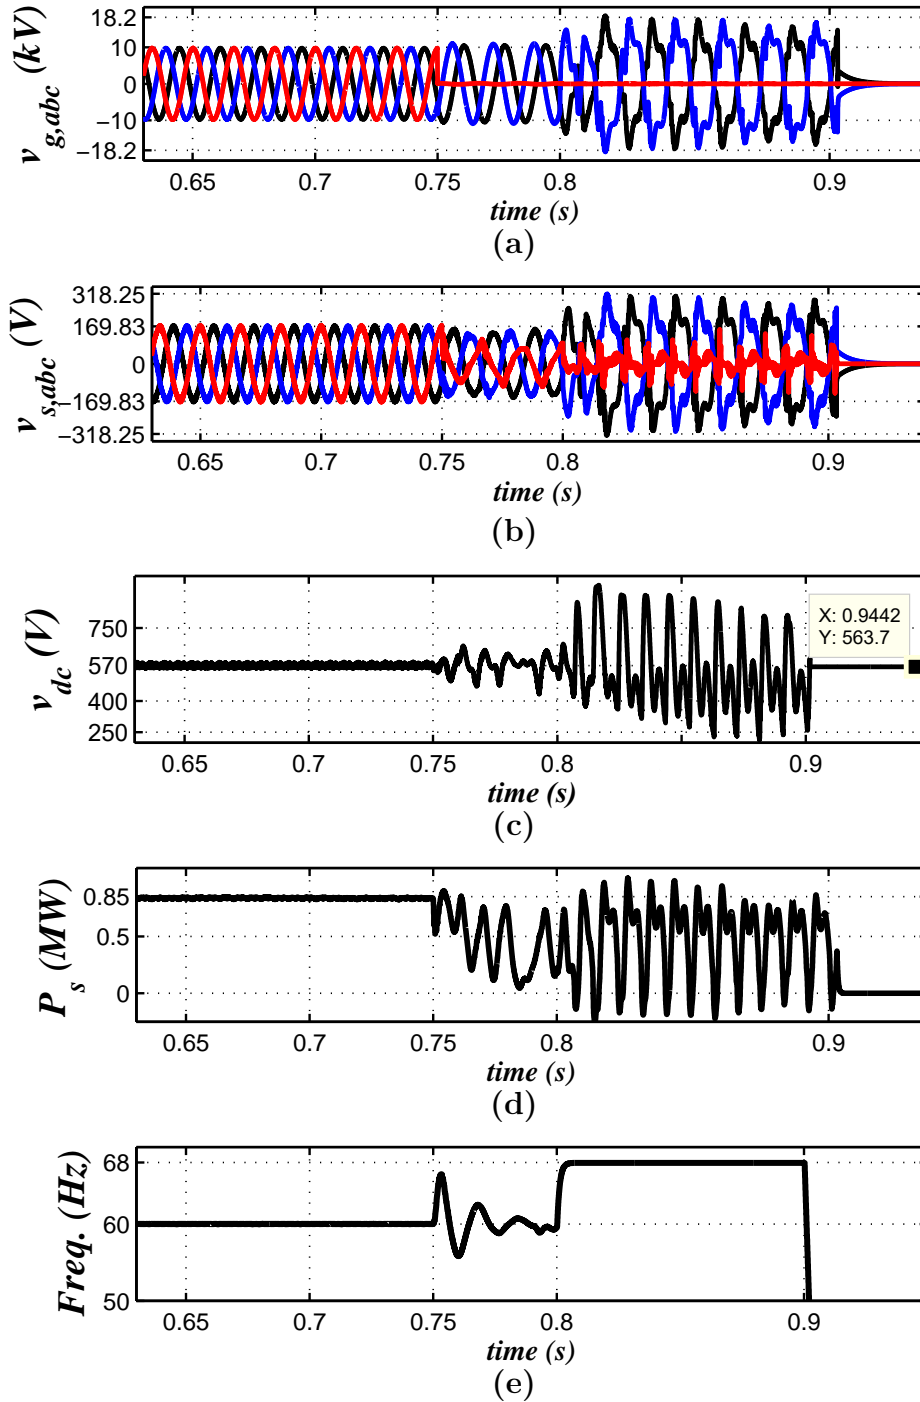 v g,abc (kV)
18.2
10
0
−10
−18.2
0.65 0.7 0.75 0.8 0.9
time (s)
(a)
v s,abc (V)
318.25
169.83
0
−169.83
−318.25
0.65 0.7 0.75 0.8 0.9
time (s)
(b)
v dc (V)
750
570
400
250
X: 0.9442
Y: 563.7
0.65 0.7 0.75 0.8 0.9
time (s)
(c)
P s (MW)
0.85
0.5
0
0.65 0.7 0.75 0.8 0.9
time (s)
(d)
Freq. (Hz)
68
60
50
0.65 0.7 0.75 0.8 0.9
time (s)
(e)